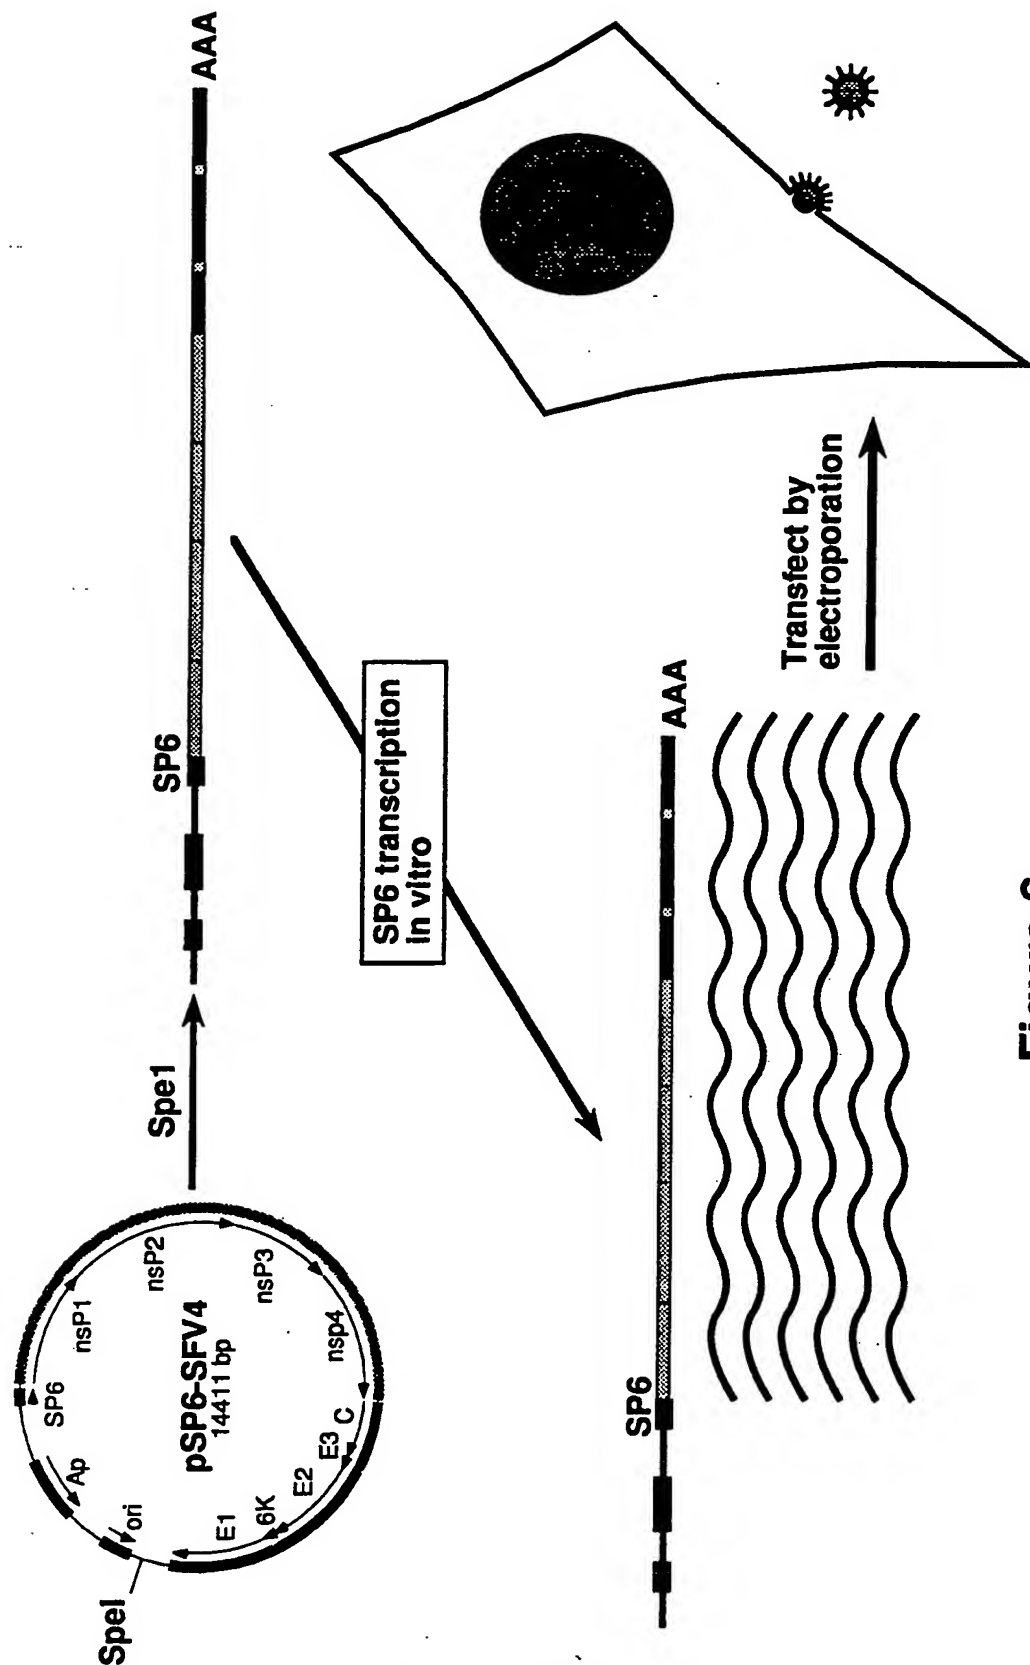 SP6
nsP1
nsP2
nsP3
nsp4
C
E3
E2
6K
E1
ori
Ap
pSP6-SFV4
14411 bp
SpeI
Spe1
SP6
AAA
SP6 transcription
in vitro
SP6
AAA
Transfect by
electroporation